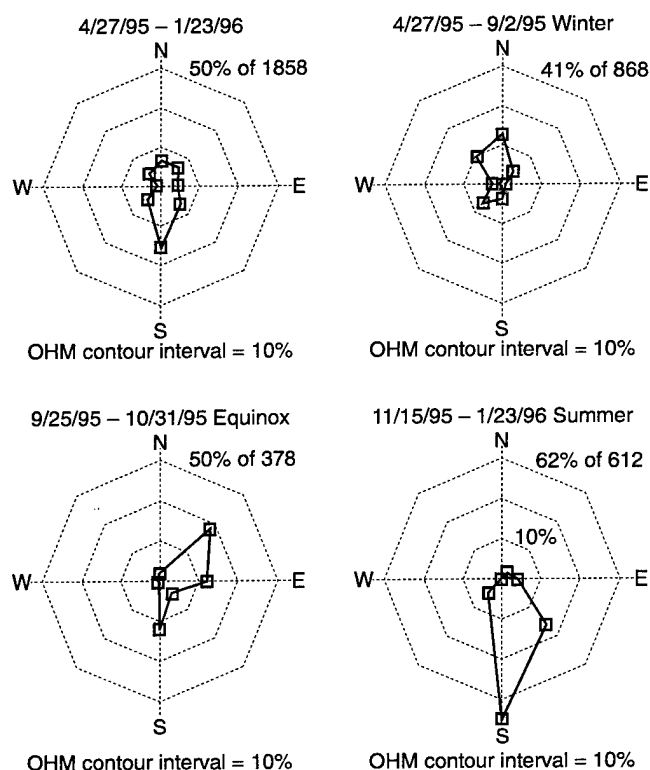 4/27/95 – 1/23/96
N
50% of 1858
W
E
S
OHM contour interval = 10%
4/27/95 – 9/2/95 Winter
N
41% of 868
W
E
S
OHM contour interval = 10%
9/25/95 – 10/31/95 Equinox
N
50% of 378
W
E
S
OHM contour interval = 10%
11/15/95 – 1/23/96 Summer
N
62% of 612
10%
W
E
S
OHM contour interval = 10%